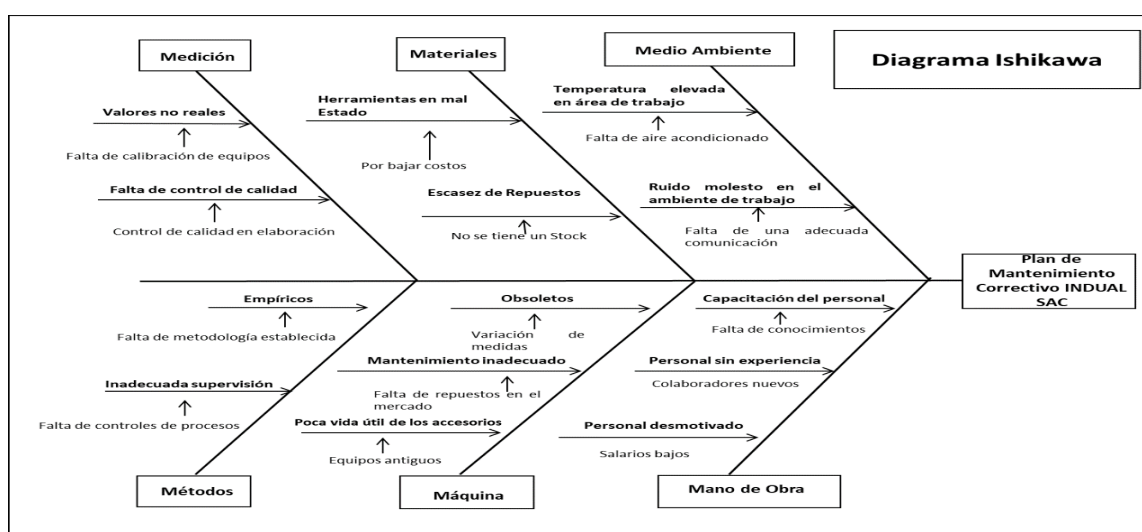 Medición
Materiales
Medio Ambiente
Diagrama Ishikawa
Valores no reales
Falta de calibración de equipos
Falta de control de calidad
Control de calidad en elaboración
Herramientas en mal
Estado
Por bajar costos
Escasez de Repuestos
No se tiene un Stock
Temperatura elevada
en área de trabajo
Falta de aire acondicionado
Ruido molesto en el
ambiente de trabajo
Falta de una adecuada
comunicación
Plan de
Mantenimiento
Correctivo INDUAL
SAC
Empíricos
Falta de metodología establecida
Inadecuada supervisión
Falta de controles de procesos
Obsoletos
Variación de
medidas
Mantenimiento inadecuado
Falta de repuestos en el
mercado
Poca vida útil de los accesorios
Equipos antiguos
Capacitación del personal
Falta de conocimientos
Personal sin experiencia
Colaboradores nuevos
Personal desmotivado
Salarios bajos
Métodos
Máquina
Mano de Obra